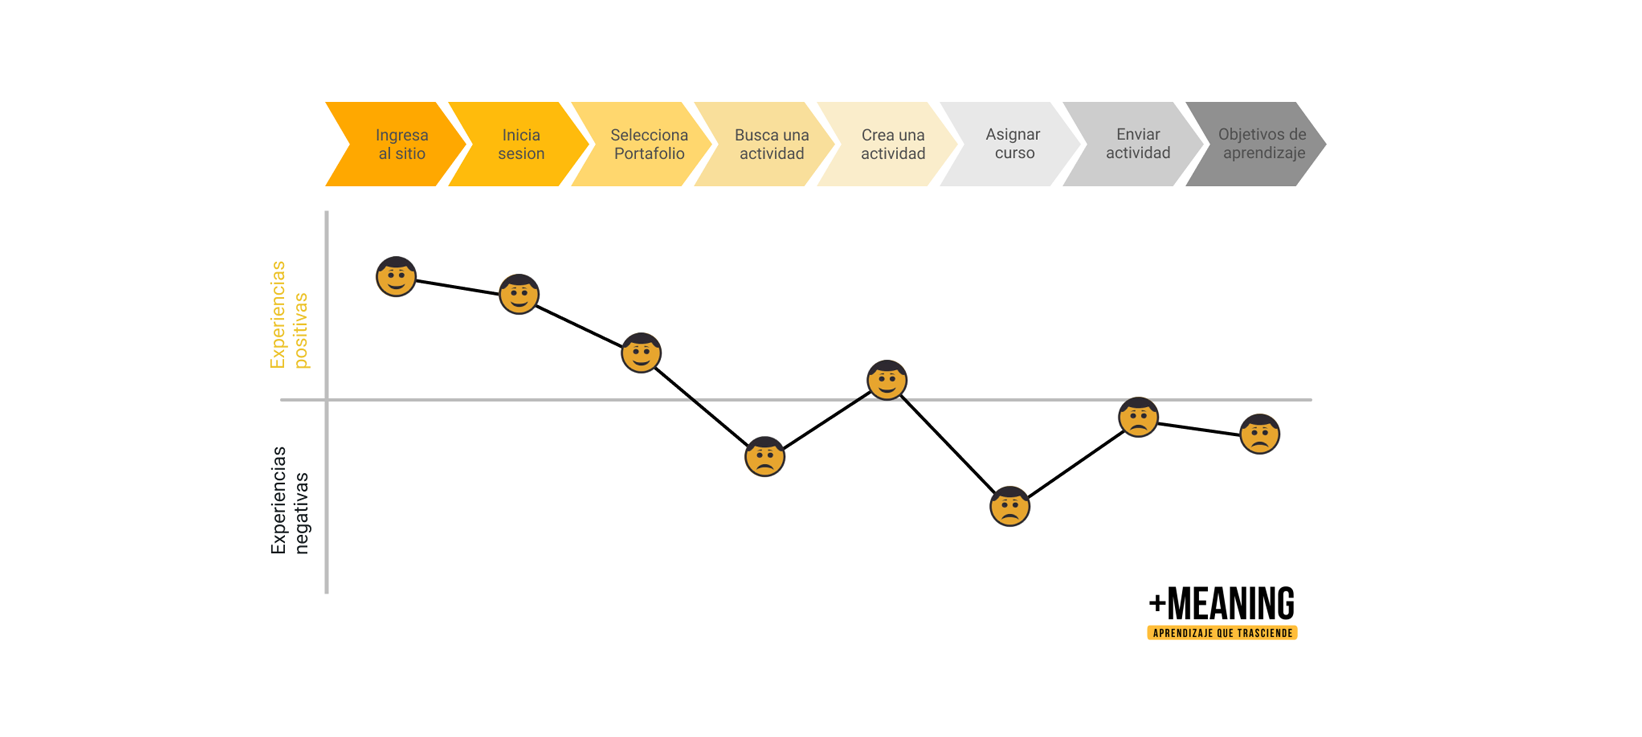 Ingresa
al sitio
Inicia
sesion
Selecciona
Portafolio
Busca una
actividad
Crea una
actividad
Asignar
curso
Enviar
actividad
Objetivos de
aprendizaje
Experiencias
positivas
Experiencias
negativas
+MEANING
APRENDIZAJE QUE TRASCIENDE